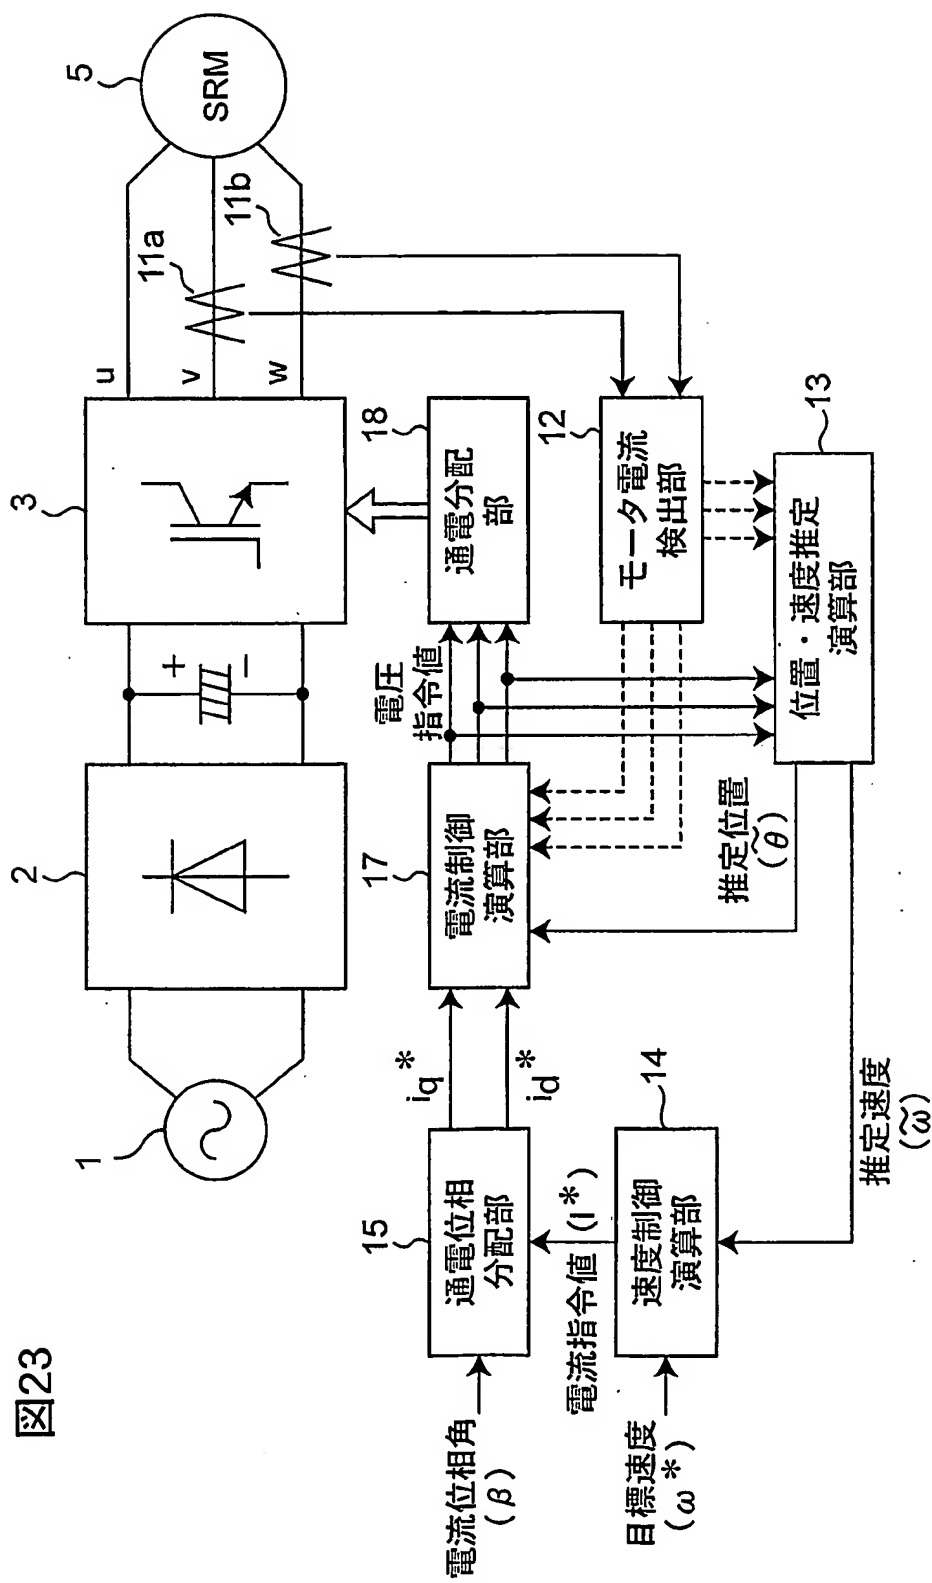 図23
1
2
3
5
SRM
+
−
u
v
w
11a
11b
15
通電位相
分配部
iq*
id*
17
電流制御
演算部
電圧
指令値
18
通電分配
部
12
モータ電流
検出部
13
位置・速度推定
演算部
14
速度制御
演算部
電流位相角
(β)
目標速度
(ω*)
電流指令値 (I*)
推定位置
(θ̃)
推定速度
(ω̃)